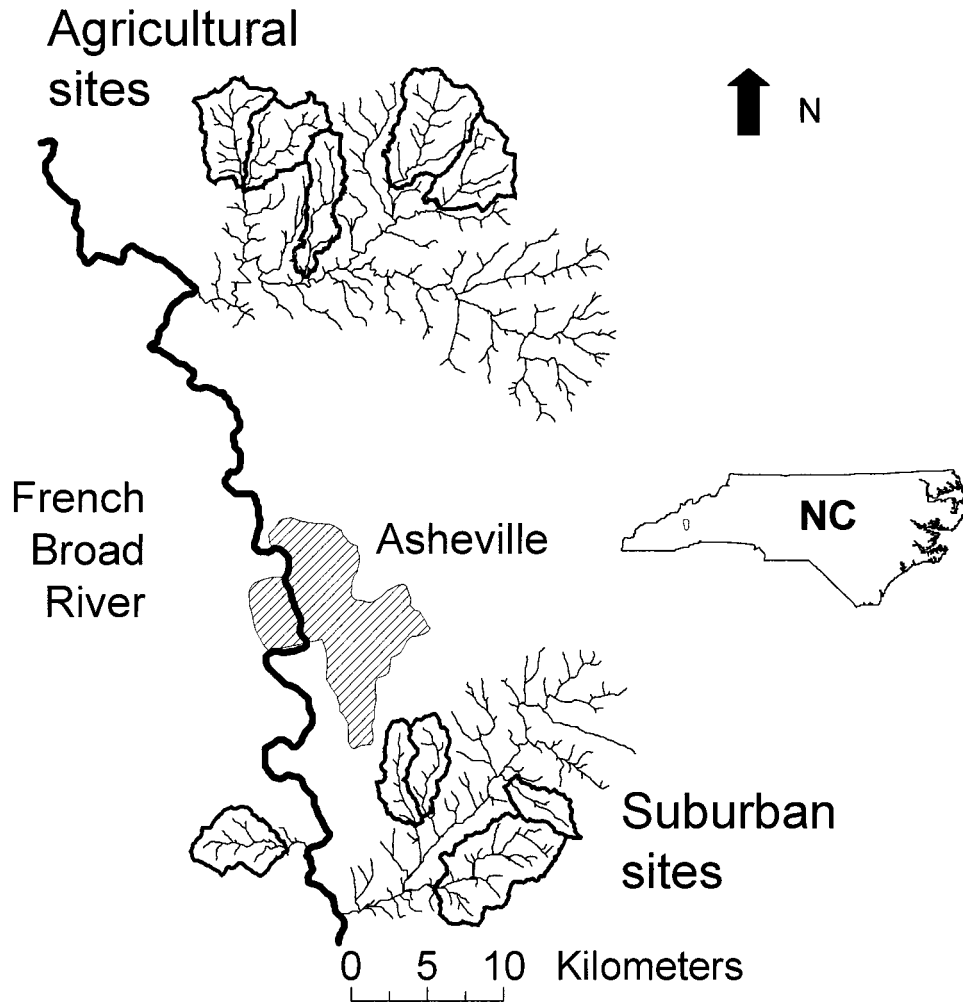 Agricultural
sites
N
French
Broad
River
Asheville
NC
Suburban
sites
0 5 10 Kilometers